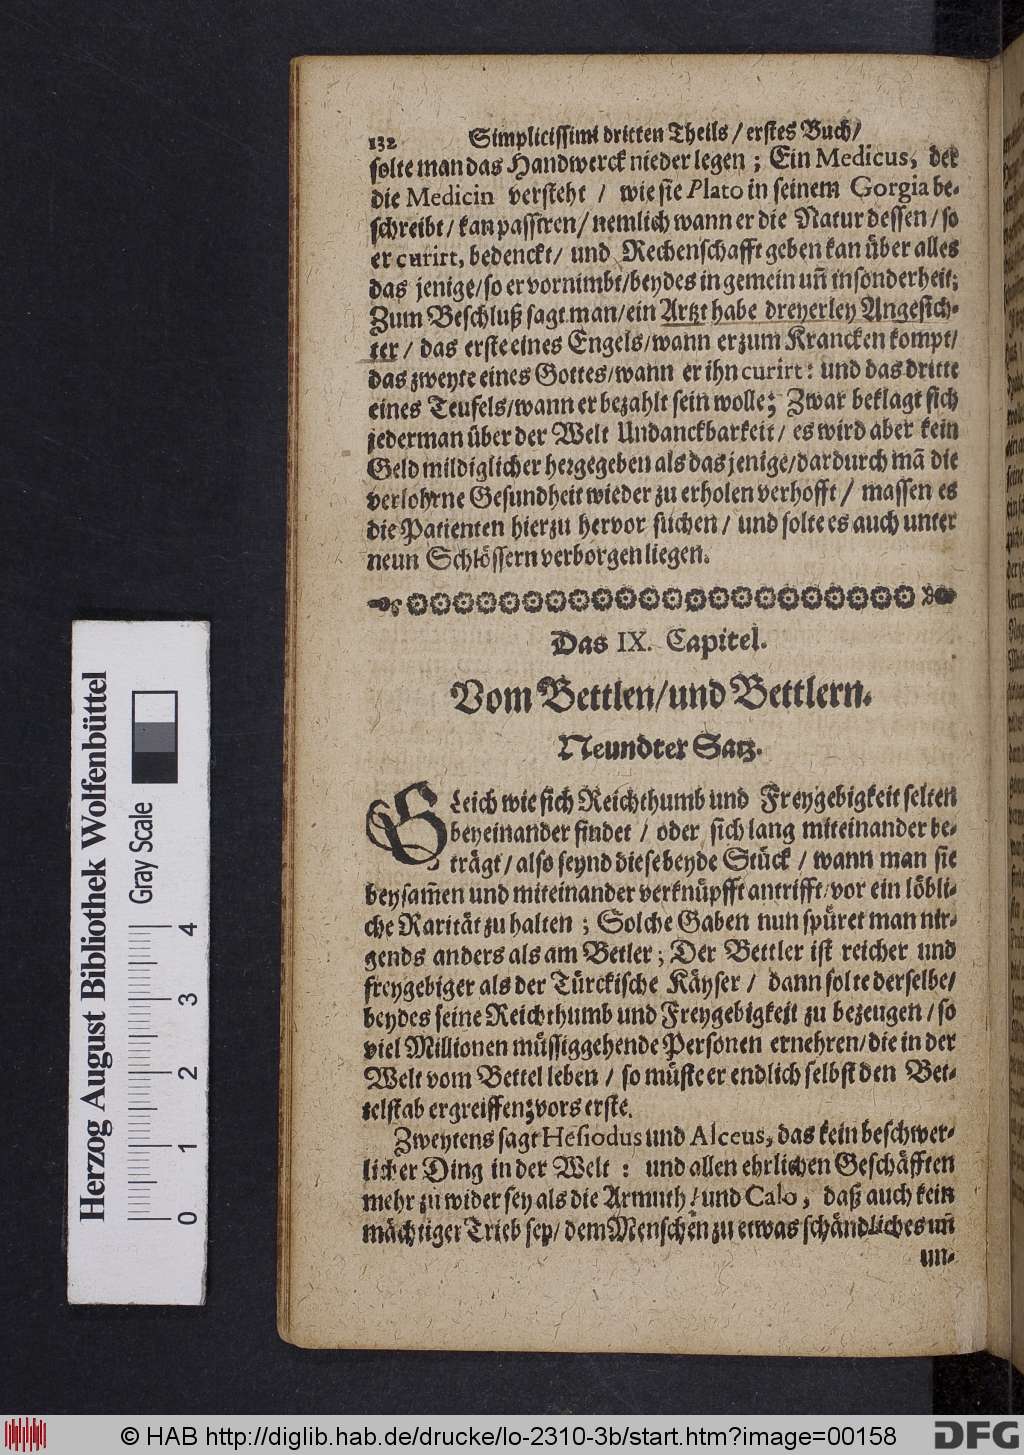 132 Simplicissimi dritten Theils / erstes Buch /
solte man das Handwerck nieder legen ; Ein Medicus, der
die Medicin versteht / wie sie Plato in seinem Gorgia be-
schreibt / kan passiren / nemlich wann er die Natur dessen / so
er curirt, bedenckt / und Rechenschafft geben kan über alles
das jenige / so er vornimbt / beydes in gemein uñ insonderheit;
Zum Beschluß sagt man / ein Artzt habe dreyerley Angesich-
ter / das erste eines Engels / wann er zum Krancken kompt /
das zweyte eines Gottes / wann er ihn curirt : und das dritte
eines Teufels / wann er bezahlt sein wolle; Zwar beklagt sich
jederman über der Welt Undanckbarkeit / es wird aber kein
Geld mildiglicher hergegeben als das jenige / dardurch mã die
verlohrne Gesundheit wieder zu erholen verhofft / massen es
die Patienten hierzu hervor suchen / und solte es auch unter
neun Schlössern verborgen liegen.
Das IX. Capitel.
Vom Bettlen / und Bettlern.
Neundter Satz.
Gleich wie sich Reichthumb und Freygebigkeit selten
beyeinander findet / oder sich lang miteinander be-
trägt / also seynd diese beyde Stück / wann man sie
beysam̃en und miteinander verknüpfft antrifft / vor ein löbli-
che Rarität zu halten ; Solche Gaben nun spüret man nir-
gends anders als am Betler ; Der Bettler ist reicher und
freygebiger als der Türckische Käyser / dann solte derselbe /
beydes seine Reichthumb und Freygebigkeit zu bezeugen / so
viel Millionen müssiggehende Personen ernehren / die in der
Welt vom Bettel leben / so müste er endlich selbst den Bet-
telstab ergreiffen; vors erste.
Zweytens sagt Hesiodus und Alceus, das kein beschwer-
licher Ding in der Welt : und allen ehrlichen Geschäfften
mehr zu wider sey als die Armuth / und Calo, daß auch kein
mächtiger Trieb sey / dem Menschen zu etwas schändliches uñ
un-
Herzog August Bibliothek Wolfenbüttel
Gray Scale
0 1 2 3 4
© HAB http://diglib.hab.de/drucke/lo-2310-3b/start.htm?image=00158
DFG